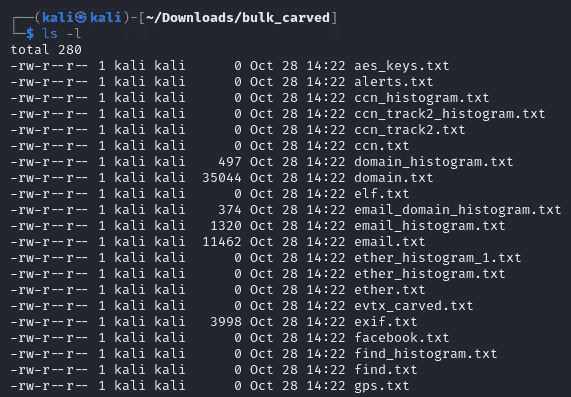 ┌──(kali㉿kali)-[~/Downloads/bulk_carved]
└─$ ls -l
total 280
-rw-r--r-- 1 kali kali     0 Oct 28 14:22 aes_keys.txt
-rw-r--r-- 1 kali kali     0 Oct 28 14:22 alerts.txt
-rw-r--r-- 1 kali kali     0 Oct 28 14:22 ccn_histogram.txt
-rw-r--r-- 1 kali kali     0 Oct 28 14:22 ccn_track2_histogram.txt
-rw-r--r-- 1 kali kali     0 Oct 28 14:22 ccn_track2.txt
-rw-r--r-- 1 kali kali     0 Oct 28 14:22 ccn.txt
-rw-r--r-- 1 kali kali   497 Oct 28 14:22 domain_histogram.txt
-rw-r--r-- 1 kali kali 35044 Oct 28 14:22 domain.txt
-rw-r--r-- 1 kali kali     0 Oct 28 14:22 elf.txt
-rw-r--r-- 1 kali kali   374 Oct 28 14:22 email_domain_histogram.txt
-rw-r--r-- 1 kali kali  1320 Oct 28 14:22 email_histogram.txt
-rw-r--r-- 1 kali kali 11462 Oct 28 14:22 email.txt
-rw-r--r-- 1 kali kali     0 Oct 28 14:22 ether_histogram_1.txt
-rw-r--r-- 1 kali kali     0 Oct 28 14:22 ether_histogram.txt
-rw-r--r-- 1 kali kali     0 Oct 28 14:22 ether.txt
-rw-r--r-- 1 kali kali     0 Oct 28 14:22 evtx_carved.txt
-rw-r--r-- 1 kali kali  3998 Oct 28 14:22 exif.txt
-rw-r--r-- 1 kali kali     0 Oct 28 14:22 facebook.txt
-rw-r--r-- 1 kali kali     0 Oct 28 14:22 find_histogram.txt
-rw-r--r-- 1 kali kali     0 Oct 28 14:22 find.txt
-rw-r--r-- 1 kali kali     0 Oct 28 14:22 gps.txt